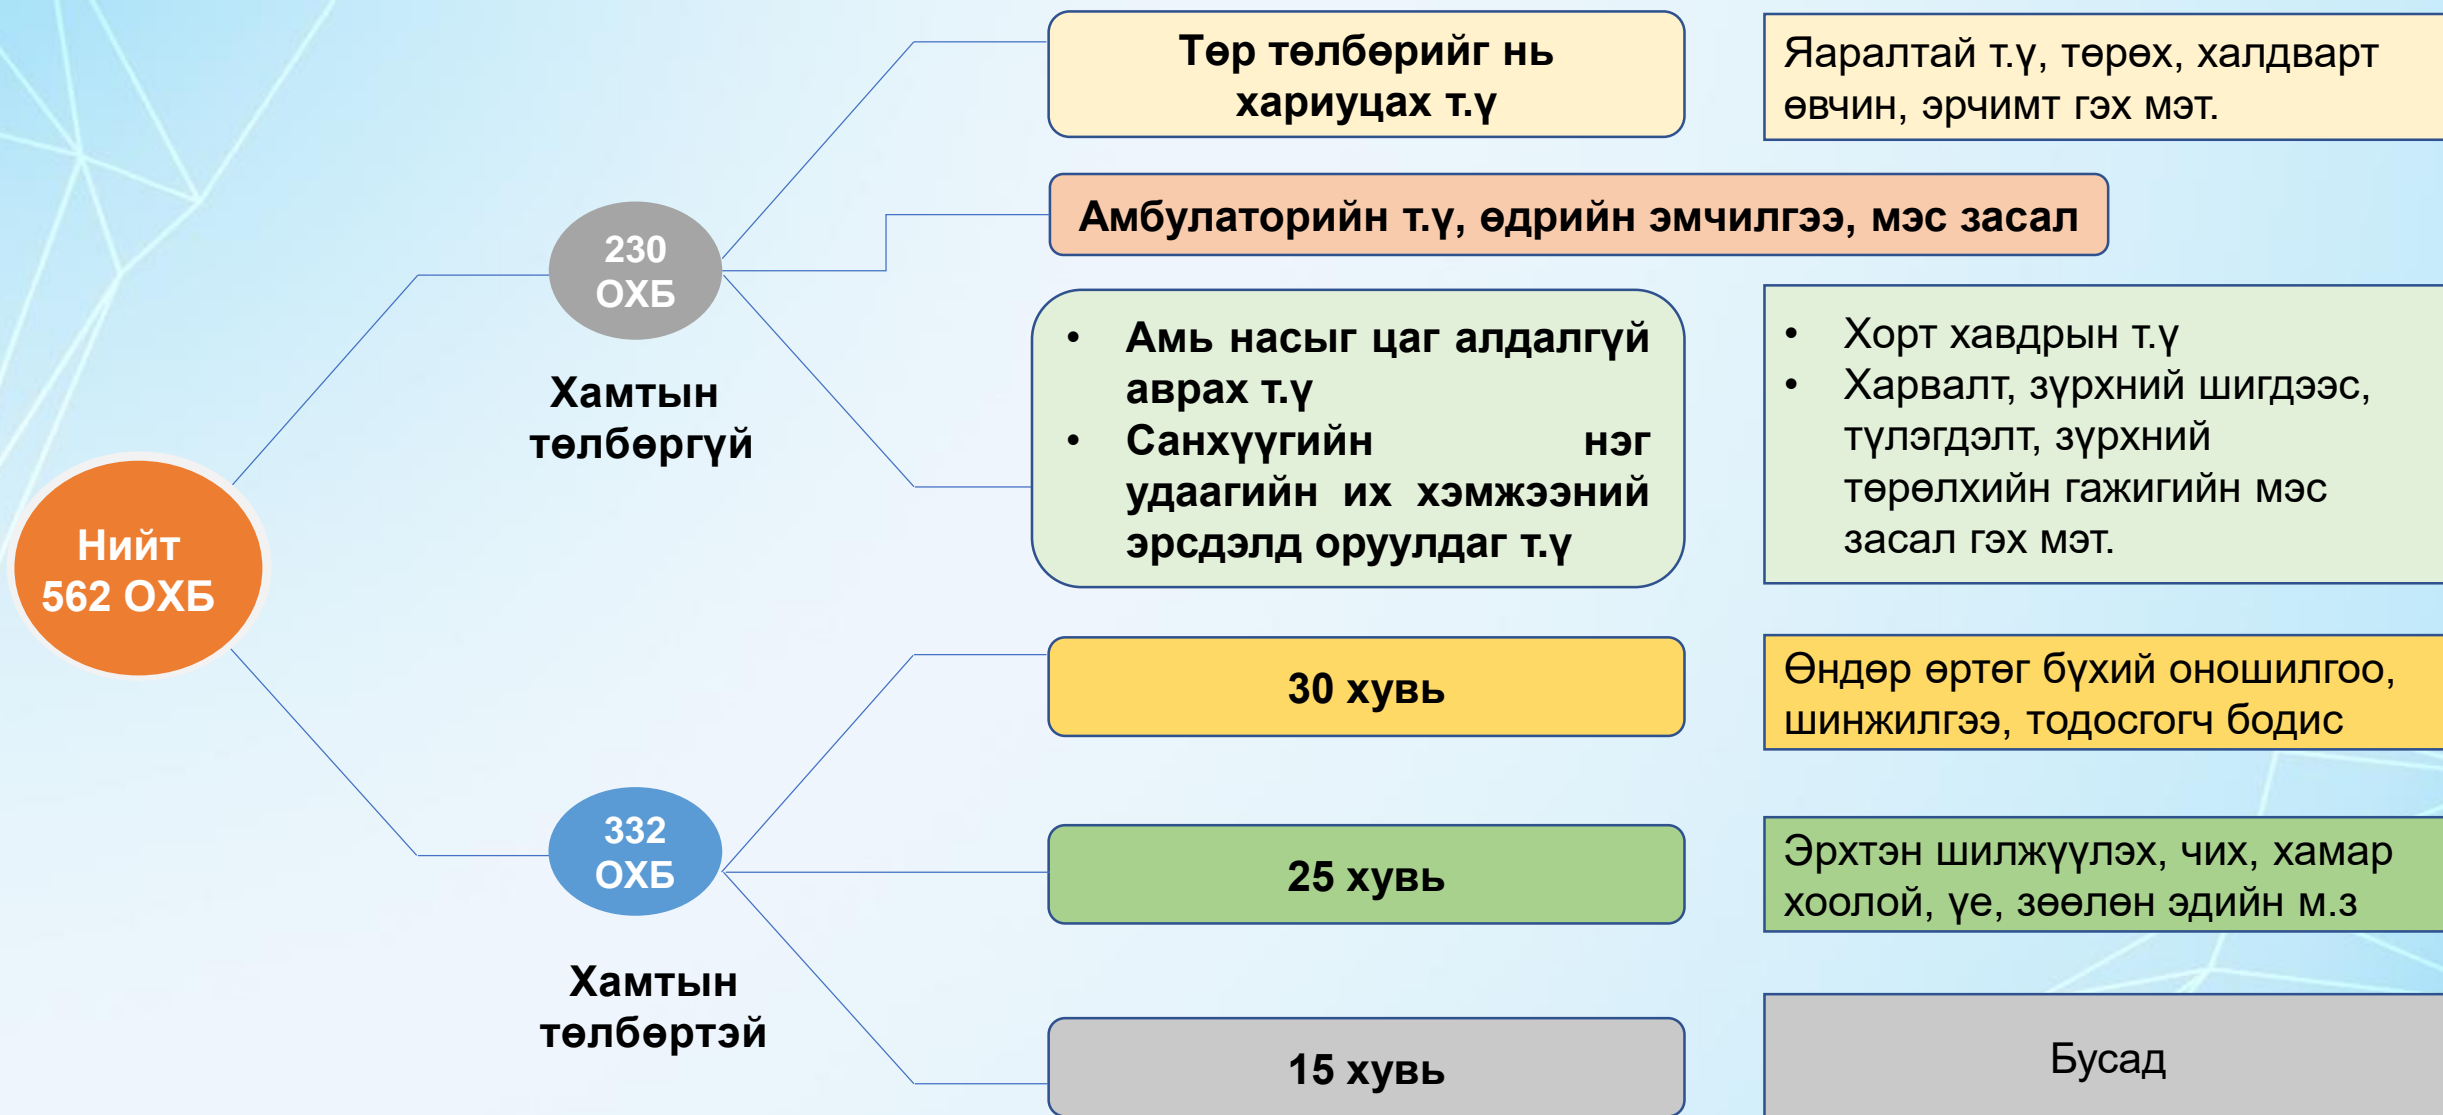 Төр төлбөрийг нь
хариуцах т.ү
Яаралтай т.ү, төрөх, халдварт
өвчин, эрчимт гэх мэт.
Амбулаторийн т.ү, өдрийн эмчилгээ, мэс засал
230
ОХБ
Хамтын
төлбөргүй
• Амь насыг цаг алдалгүй
аврах т.ү
• Санхүүгийн нэг
удаагийн их хэмжээний
эрсдэлд оруулдаг т.ү
• Хорт хавдрын т.ү
• Харвалт, зүрхний шигдээс,
түлэгдэлт, зүрхний
төрөлхийн гажигийн мэс
засал гэх мэт.
Нийт
562 ОХБ
30 хувь
Өндөр өртөг бүхий оношилгоо,
шинжилгээ, тодосгогч бодис
332
ОХБ
Хамтын
төлбөртэй
25 хувь
Эрхтэн шилжүүлэх, чих, хамар
хоолой, үе, зөөлөн эдийн м.з
15 хувь
Бусад